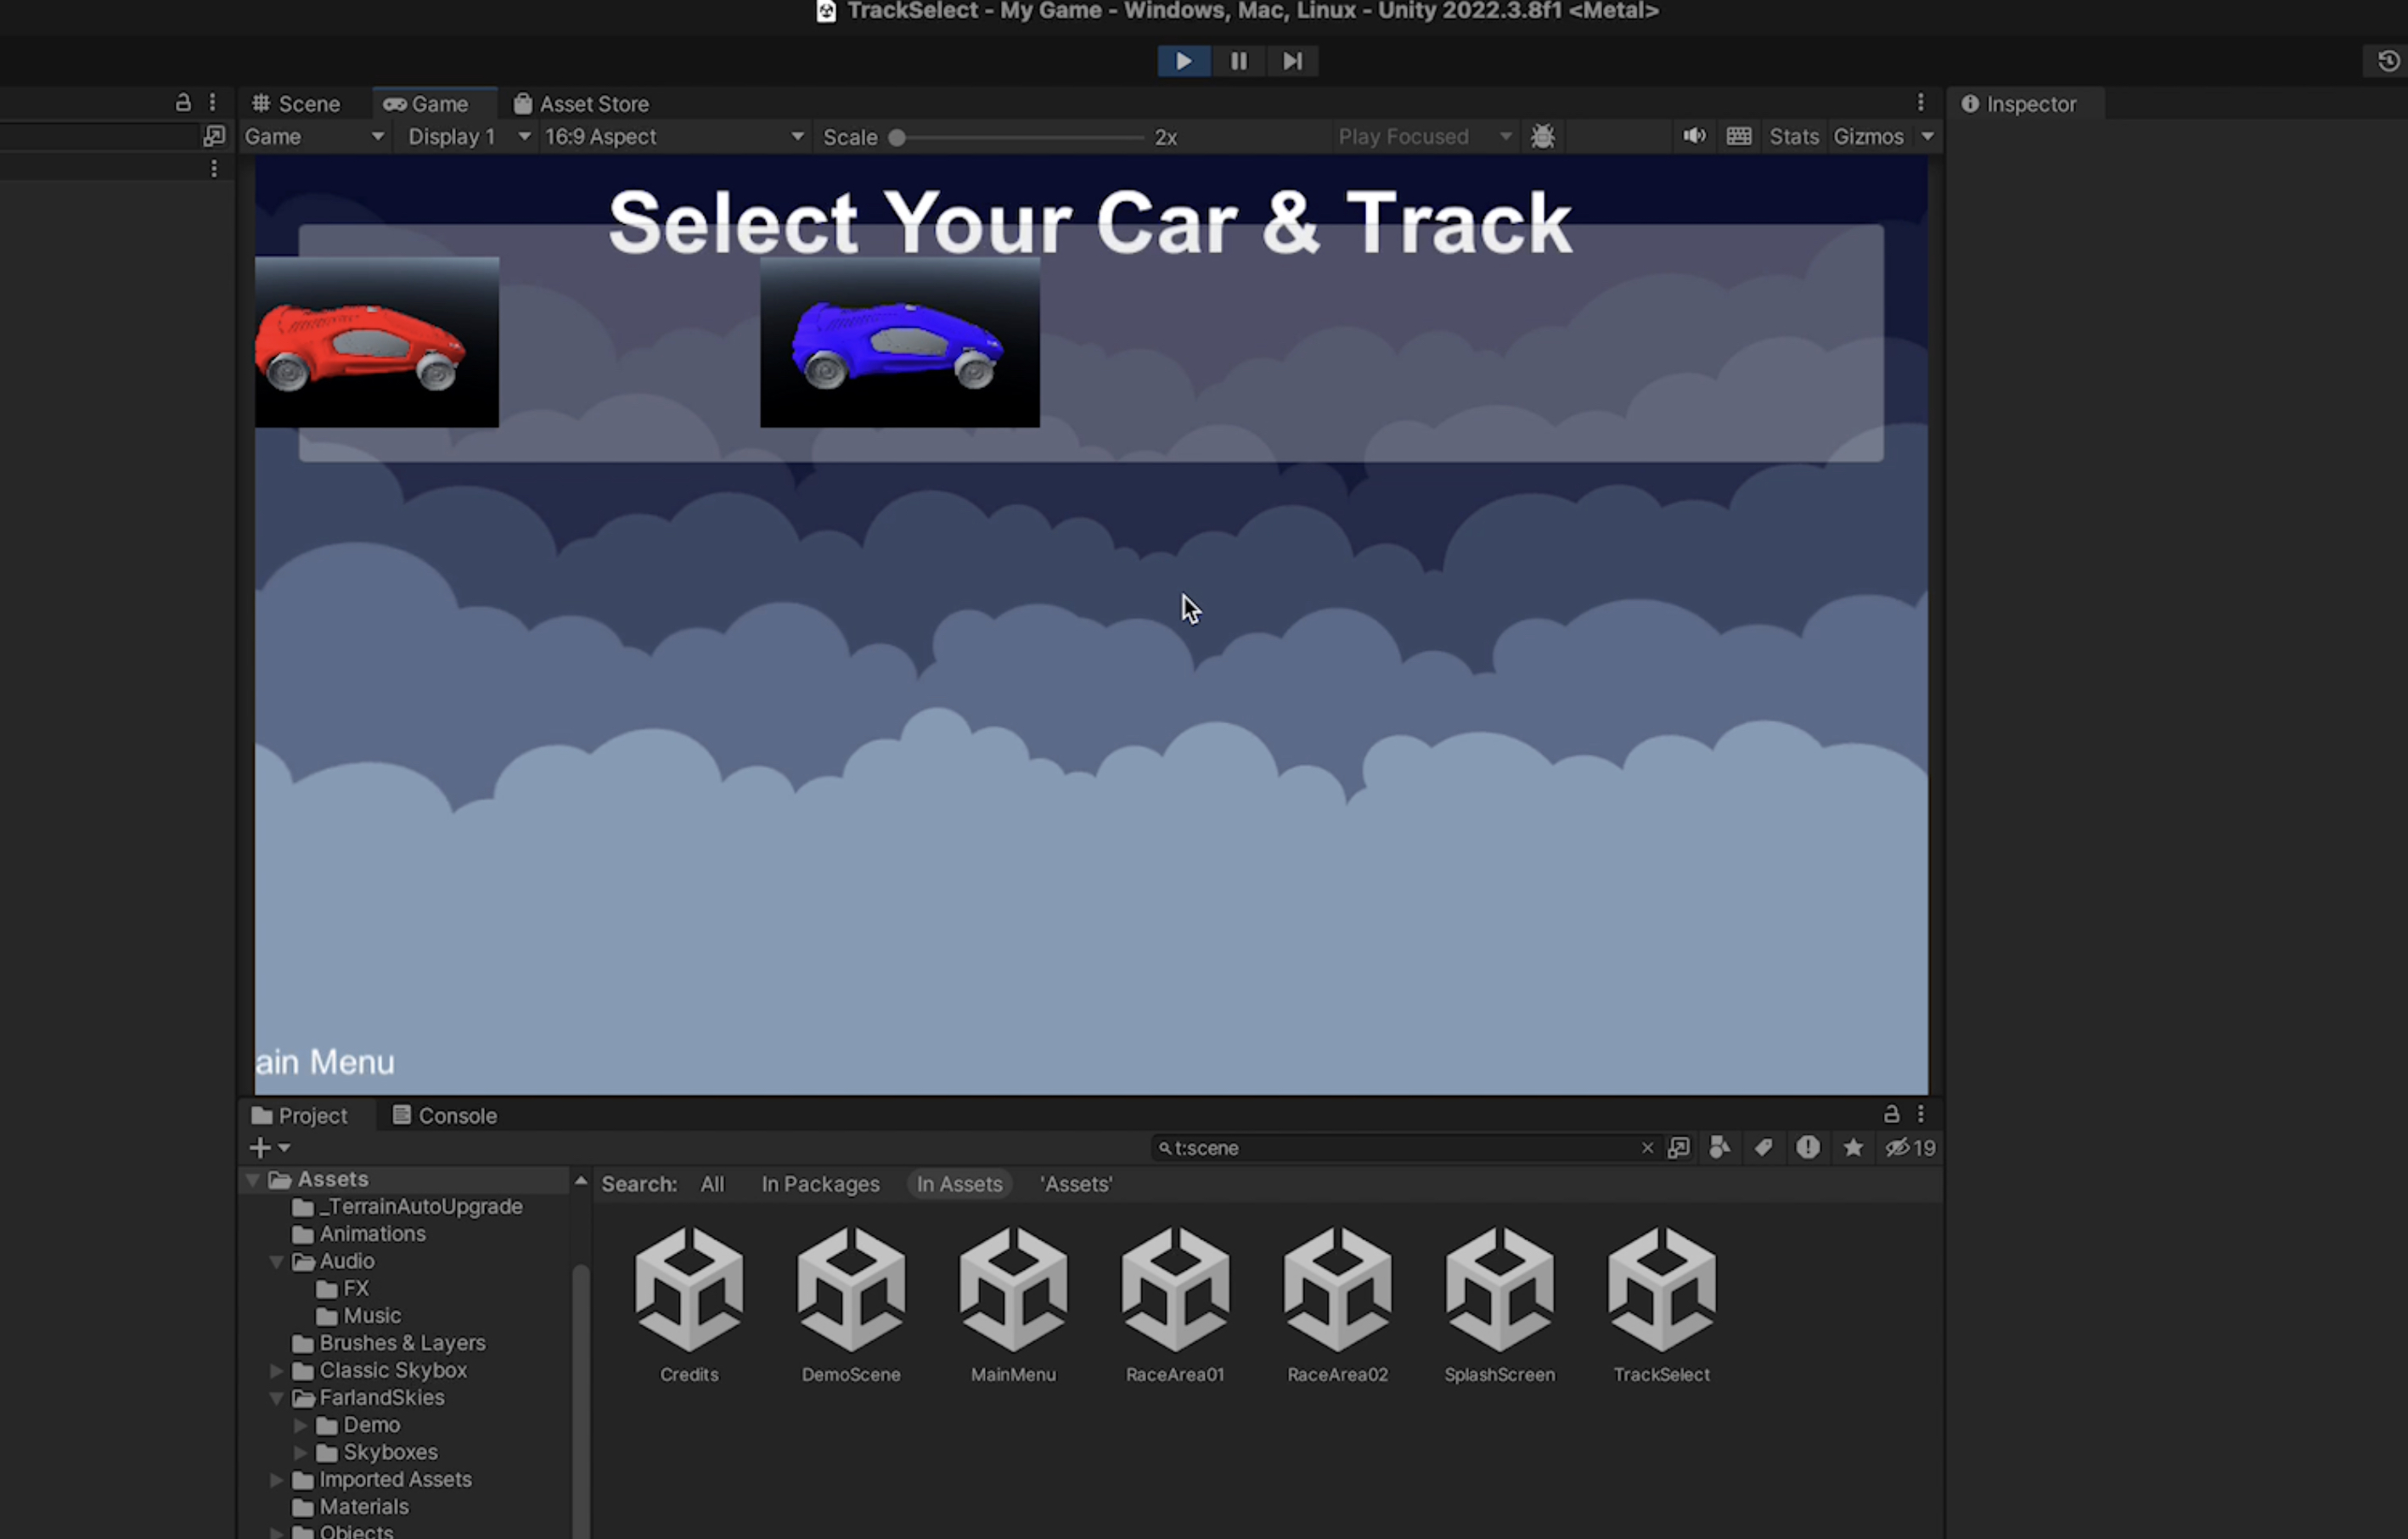 TrackSelect - My Game - Windows, Mac, Linux - Unity 2022.3.8f1 <Metal>
Scene Game Asset Store
Inspector
Game Display 1 16:9 Aspect Scale 2x Play Focused Stats Gizmos
Select Your Car & Track
ain Menu
Project Console
t:scene 19
Assets
Search: All In Packages In Assets 'Assets'
_TerrainAutoUpgrade
Animations
Audio
FX
Music
Brushes & Layers
Classic Skybox
FarlandSkies
Demo
Skyboxes
Imported Assets
Materials
Objects
Credits DemoScene MainMenu RaceArea01 RaceArea02 SplashScreen TrackSelect